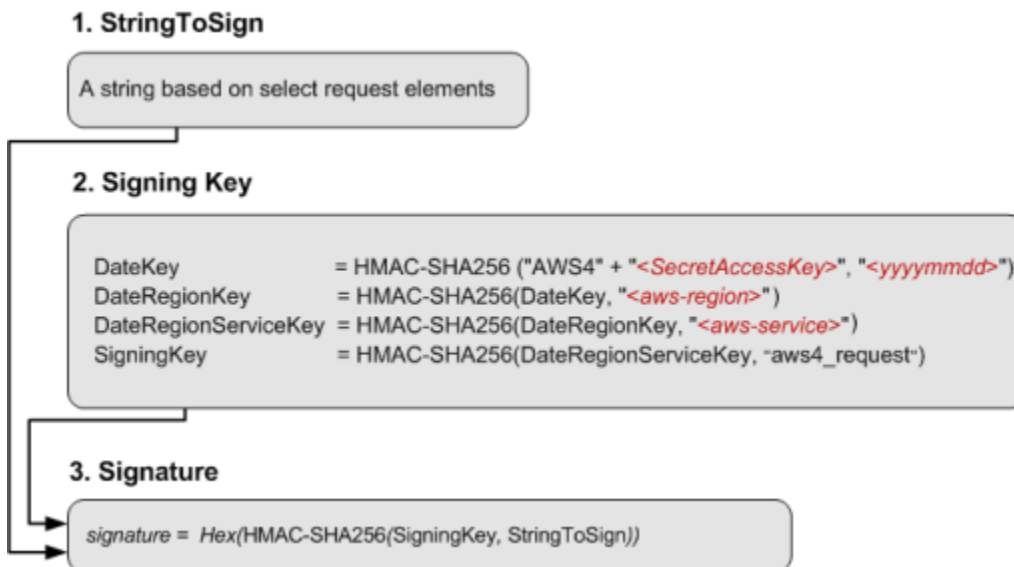 1. StringToSign
A string based on select request elements
2. Signing Key
DateKey = HMAC-SHA256 ("AWS4" + "<SecretAccessKey>", "<yyyymmdd>")
DateRegionKey = HMAC-SHA256(DateKey, "<aws-region>")
DateRegionServiceKey = HMAC-SHA256(DateRegionKey, "<aws-service>")
SigningKey = HMAC-SHA256(DateRegionServiceKey, "aws4_request")
3. Signature
signature = Hex(HMAC-SHA256(SigningKey, StringToSign))